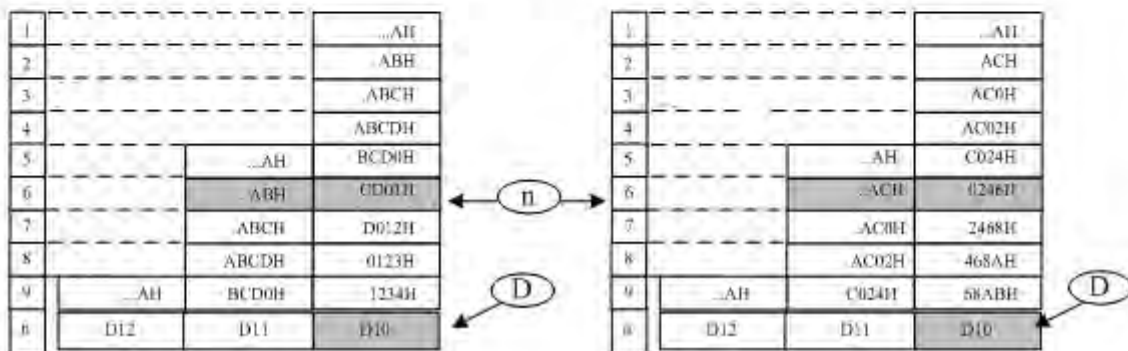 1 ...AH
2 ABH
3 .ABCH
4 ABCDH
5 ...AH BCD0H
6 ..ABH CD01H
7 .ABCH D012H
8 ABCDH 0123H
9 ...AH BCD0H 1234H
D12 D11 D10
n
D
1 ...AH
2 ACH
3 AC0H
4 AC02H
5 ..AH C024H
6 ..ACH 0246H
7 .AC0H 2468H
8 AC02H 468AH
9 ...AH C024H 68ABH
D12 D11 D10
D